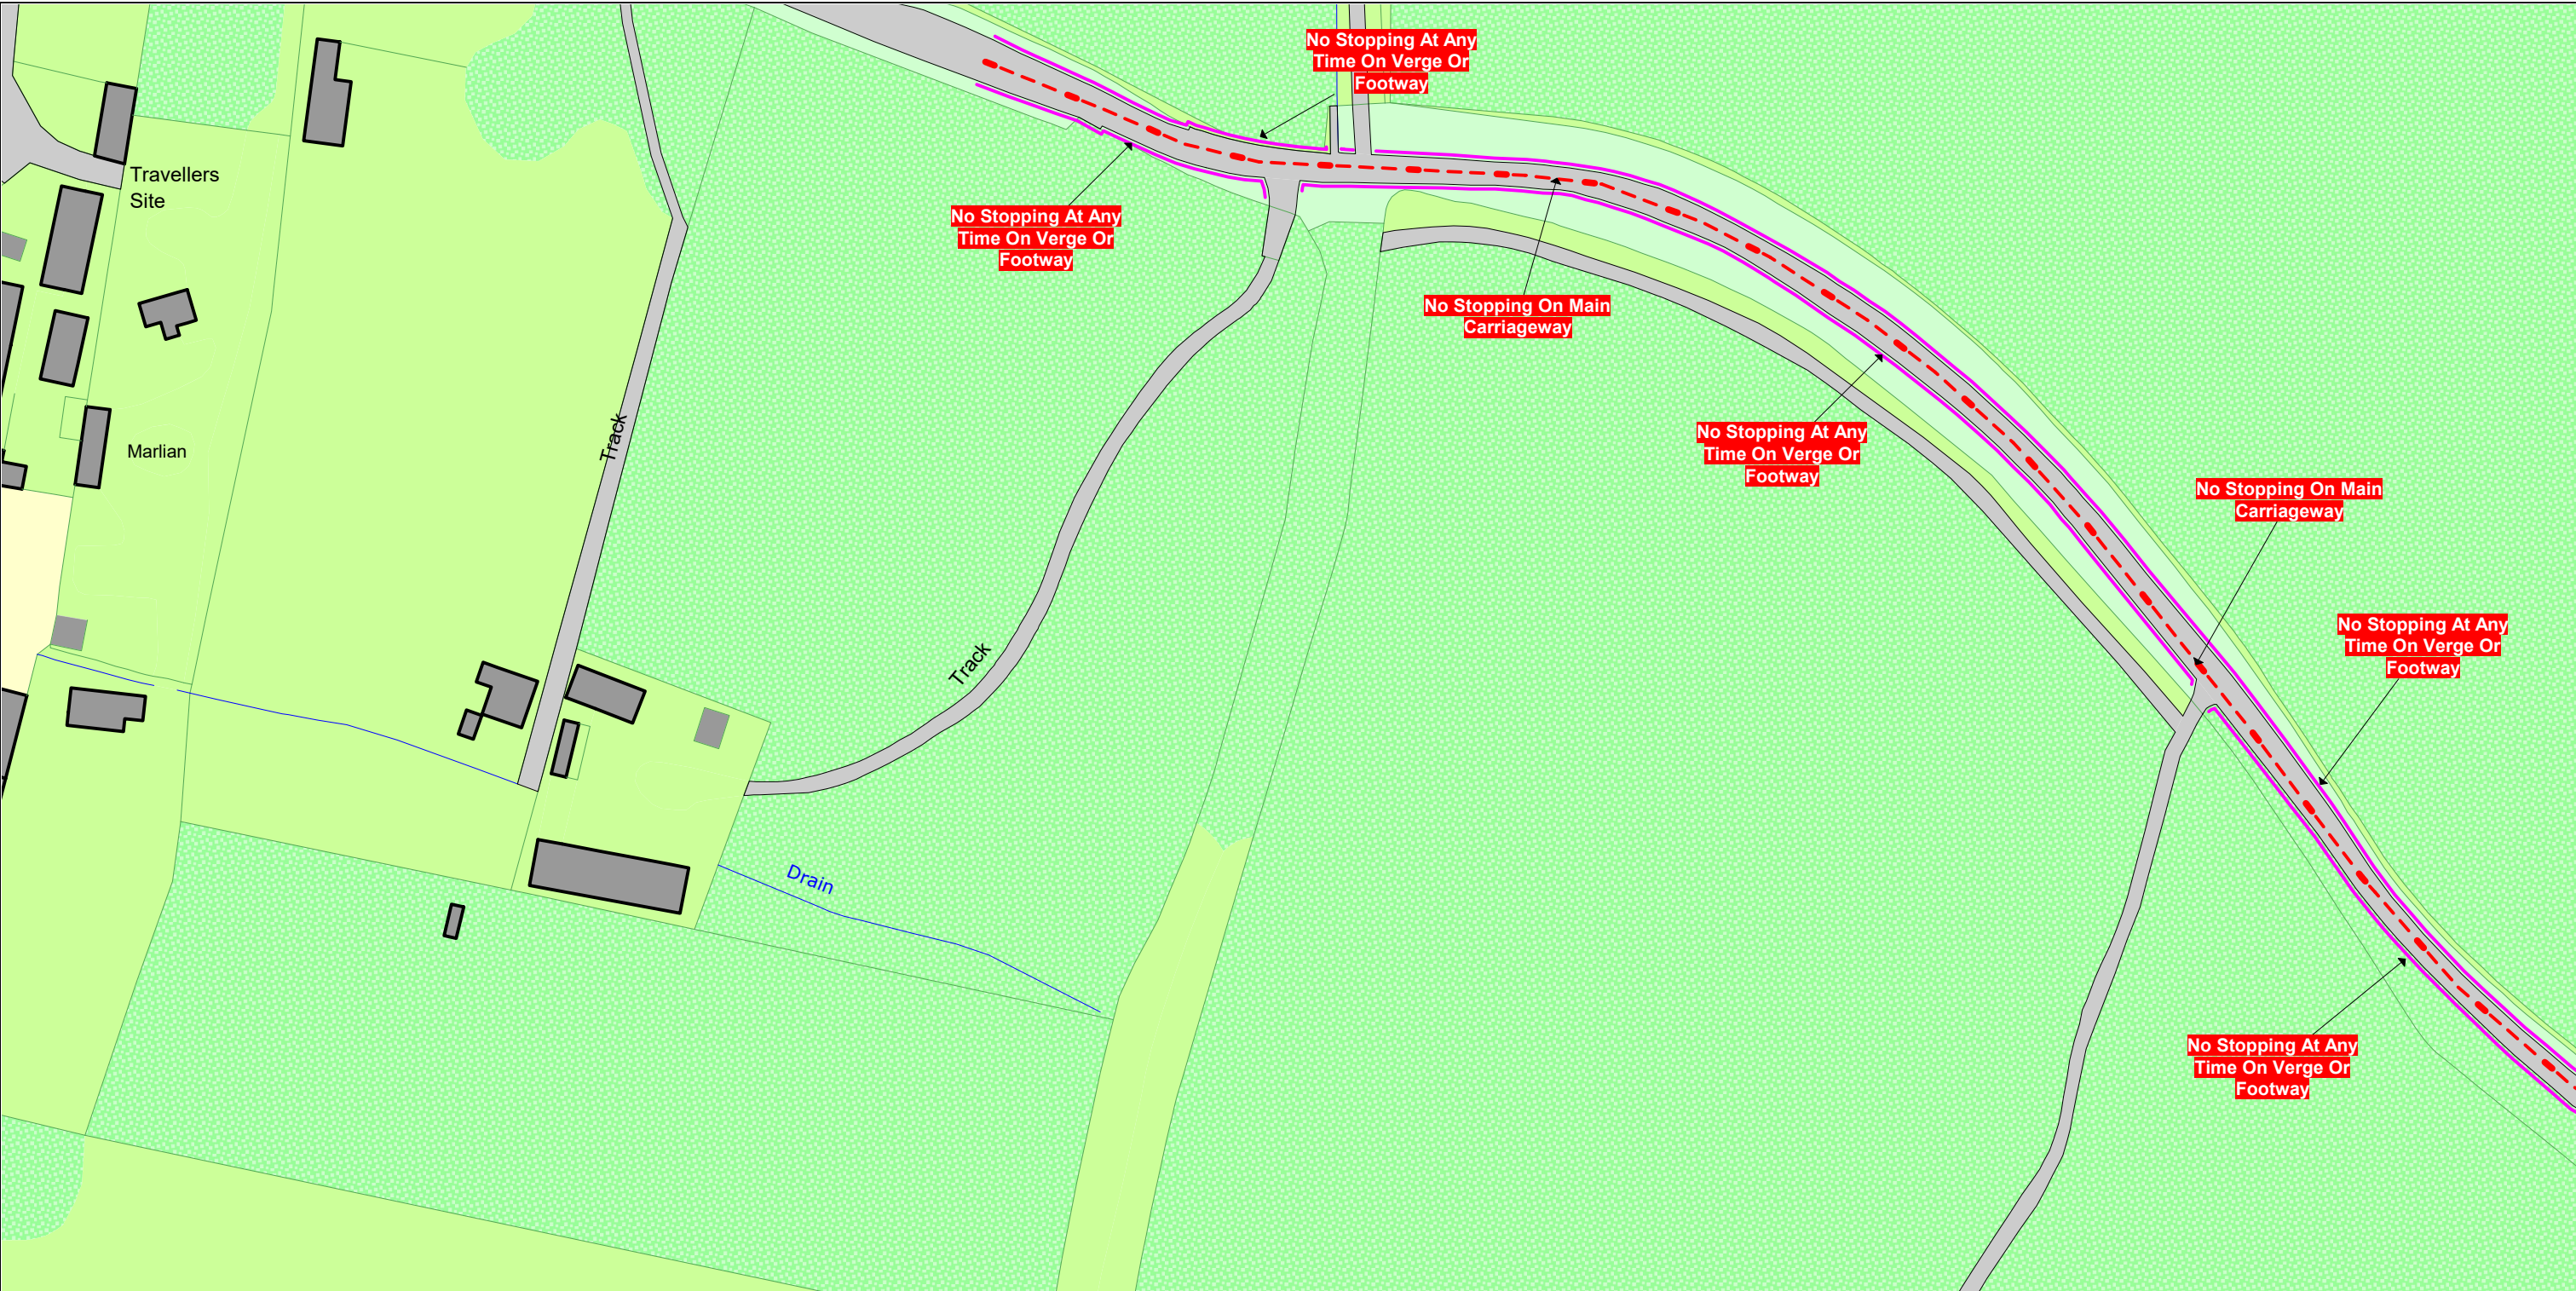 No Stopping At Any
Time On Verge Or
Footway
Travellers
Site
No Stopping At Any
Time On Verge Or
Footway
No Stopping On Main
Carriageway
Track
Marlian
No Stopping At Any
Time On Verge Or
Footway
No Stopping On Main
Carriageway
No Stopping At Any
Time On Verge Or
Footway
Track
Drain
No Stopping At Any
Time On Verge Or
Footway